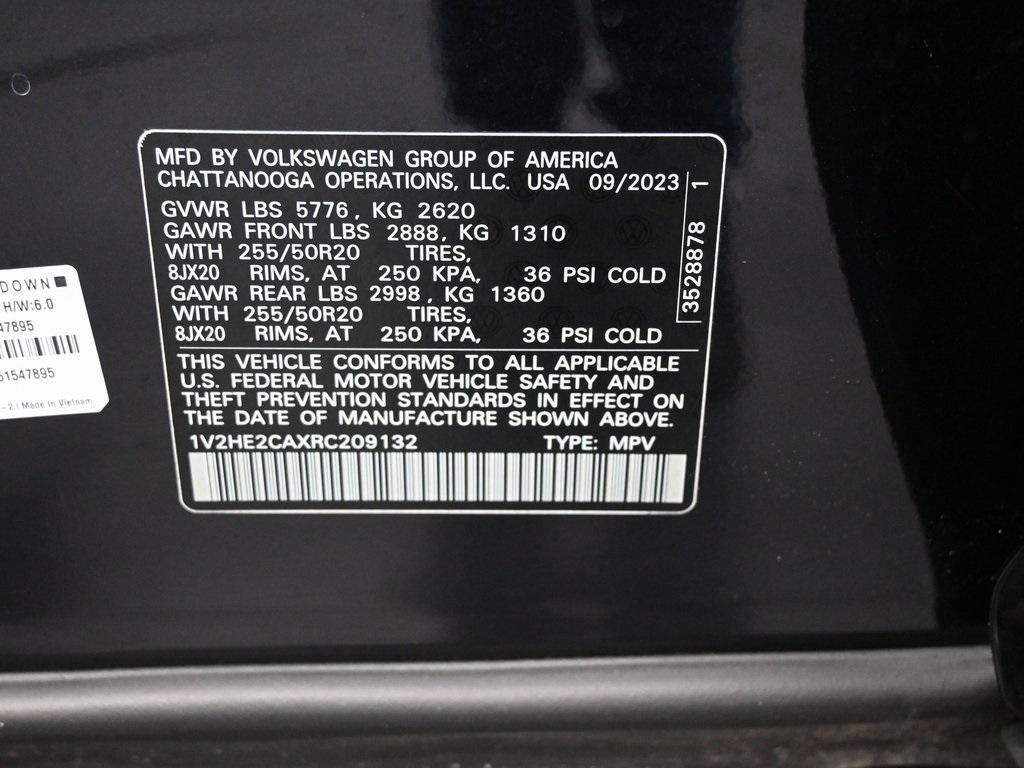 MFD BY VOLKSWAGEN GROUP OF AMERICA
CHATTANOOGA OPERATIONS, LLC. USA 09/2023
GVWR LBS 5776, KG 2620
GAWR FRONT LBS 2888, KG 1310
WITH 255/50R20 TIRES,
8JX20 RIMS, AT 250 KPA, 36 PSI COLD
GAWR REAR LBS 2998, KG 1360
WITH 255/50R20 TIRES,
8JX20 RIMS, AT 250 KPA, 36 PSI COLD
3528878 1
THIS VEHICLE CONFORMS TO ALL APPLICABLE
U.S. FEDERAL MOTOR VEHICLE SAFETY AND
THEFT PREVENTION STANDARDS IN EFFECT ON
THE DATE OF MANUFACTURE SHOWN ABOVE.
1V2HE2CAXRC209132 TYPE: MPV
DOWN
H/W:6.0
47895
51547895
-2 | Made in Vietnam